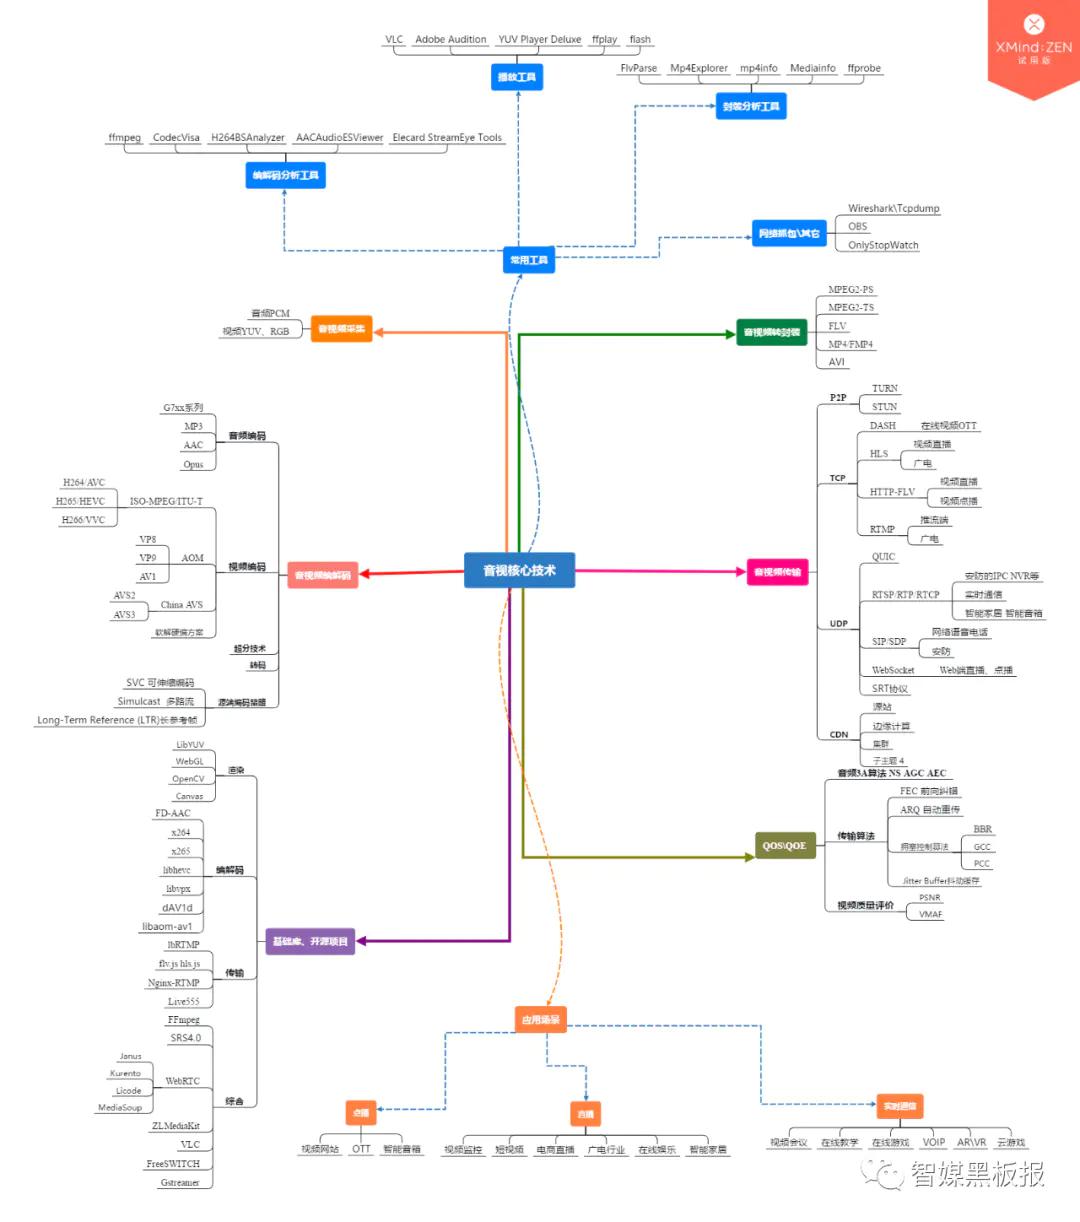 XMind:ZEN
试用版
VLC
Adobe Audition
YUV Player Deluxe
ffplay
flash
播放工具
FlvParse
Mp4Explorer
mp4info
Mediainfo
ffprobe
封装分析工具
ffmpeg
CodecVisa
H264BSAnalyzer
AACAudioESViewer
Elecard StreamEye Tools
编解码分析工具
网络抓包\其它
Wireshark\Tcpdump
OBS
OnlyStopWatch
常用工具
音频PCM
视频YUV、RGB
音视频采集
音视频转封装
MPEG2-PS
MPEG2-TS
FLV
MP4/FMP4
AVI
G7xx系列
MP3
AAC
Opus
音频编码
H264/AVC
H265/HEVC
H266/VVC
ISO-MPEG/ITU-T
VP8
VP9
AV1
AOM
视频编码
AVS2
AVS3
China AVS
软解硬编方案
超分技术
转码
SVC 可伸缩编码
Simulcast 多路流
Long-Term Reference (LTR)长参考帧
源端编码策略
音视频编解码
音视核心技术
音视频传输
P2P
TURN
STUN
TCP
DASH
在线视频OTT
HLS
视频直播
广电
HTTP-FLV
视频直播
视频点播
RTMP
推流端
广电
UDP
QUIC
RTSP/RTP/RTCP
安防的IPC NVR等
实时通信
智能家居 智能音箱
SIP/SDP
网络语音电话
安防
WebSocket
Web端直播、点播
SRT协议
CDN
源站
边缘计算
集群
子主题 4
LibYUV
WebGL
OpenCV
Canvas
渲染
FD-AAC
x264
x265
libhevc
libvpx
dAV1d
libaom-av1
编解码
基础库、开源项目
lbRTMP
flv.js hls.js
Nginx-RTMP
Live555
传输
FFmpeg
SRS4.0
Janus
Kurento
Licode
MediaSoup
WebRTC
综合
ZLMediaKit
VLC
FreeSWITCH
Gstreamer
QOS\QOE
音频3A算法 NS AGC AEC
传输算法
FEC 前向纠错
ARQ 自动重传
拥塞控制算法
BBR
GCC
PCC
Jitter Buffer抖动缓存
视频质量评价
PSNR
VMAF
应用场景
点播
视频网站
OTT
智能音箱
直播
视频监控
短视频
电商直播
广电行业
在线娱乐
智能家居
实时通信
视频会议
在线教学
在线游戏
VOIP
AR\VR
云游戏
智媒黑板报